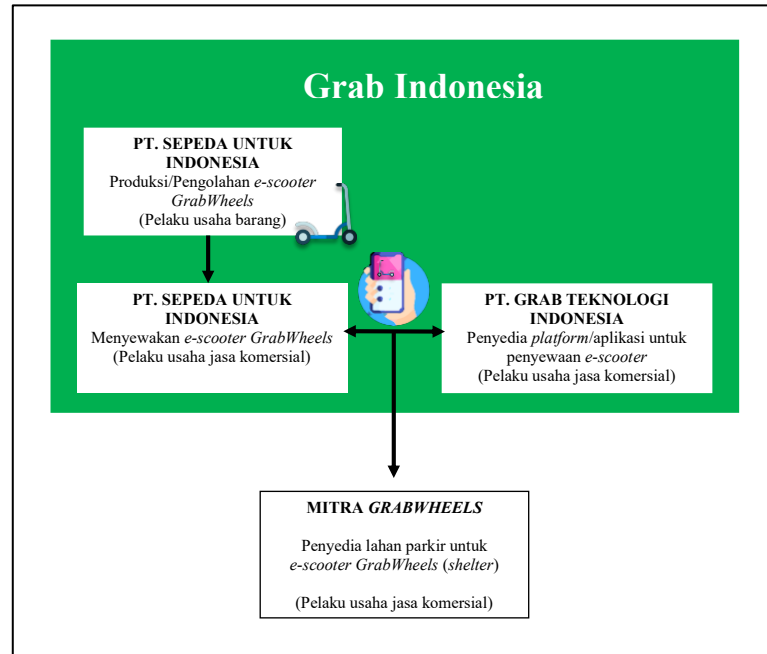 Grab Indonesia
PT. SEPEDA UNTUK
INDONESIA
Produksi/Pengolahan e-scooter
GrabWheels
(Pelaku usaha barang)
PT. SEPEDA UNTUK
INDONESIA
Menyewakan e-scooter GrabWheels
(Pelaku usaha jasa komersial)
PT. GRAB TEKNOLOGI
INDONESIA
Penyedia platform/aplikasi untuk
penyewaan e-scooter
(Pelaku usaha jasa komersial)
MITRA GRABWHEELS
Penyedia lahan parkir untuk
e-scooter GrabWheels (shelter)
(Pelaku usaha jasa komersial)